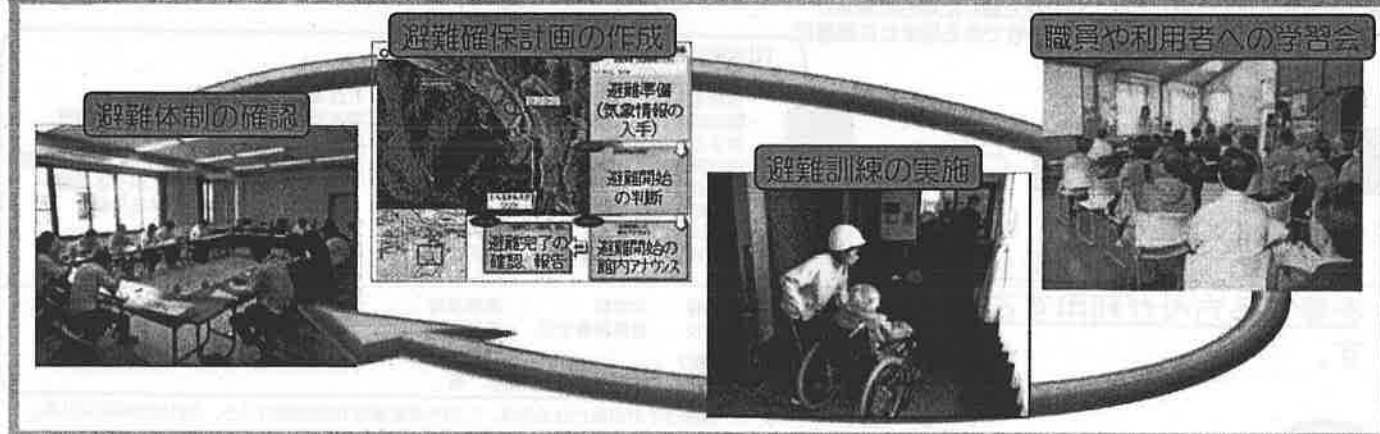 避難確保計画の作成
職員や利用者への学習会
避難体制の確認
避難準備
(気象情報の
入手)
避難開始
の判断
避難開始の
館内アナウンス
避難完了の
確認、報告
避難訓練の実施